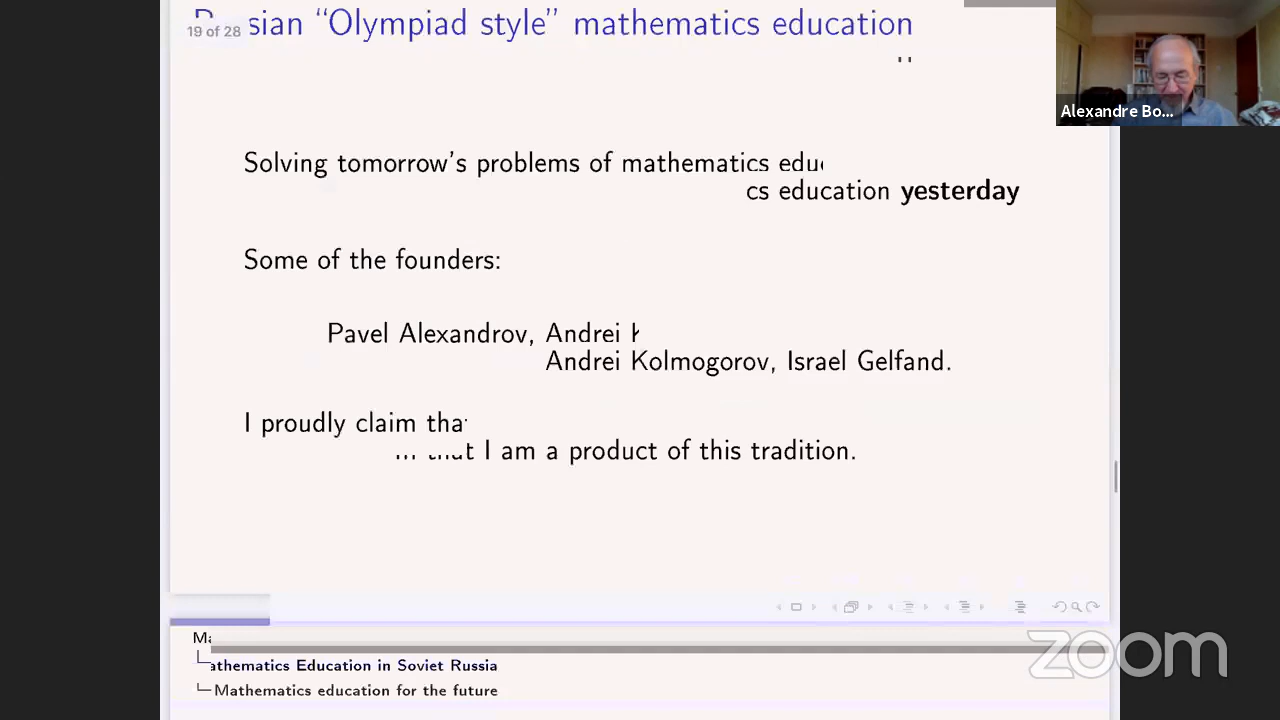 19 of 28
sian “Olympiad style” mathematics education
Alexandre Bo...
Solving tomorrow's problems of mathematics edu
cs education yesterday
Some of the founders:
Pavel Alexandrov, Andrei
Andrei Kolmogorov, Israel Gelfand.
I proudly claim tha
... that I am a product of this tradition.
zoom
Ma
athematics Education in Soviet Russia
Mathematics education for the future